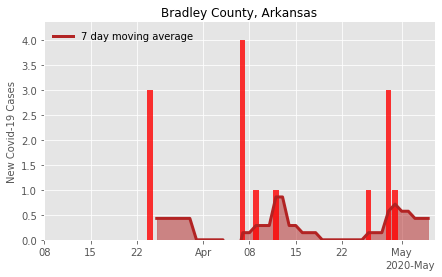 Bradley County, Arkansas
7 day moving average
New Covid-19 Cases
4.0
3.5
3.0
2.5
2.0
1.5
1.0
0.5
0.0
08 15 22 Apr 08 15 22 May
2020-May